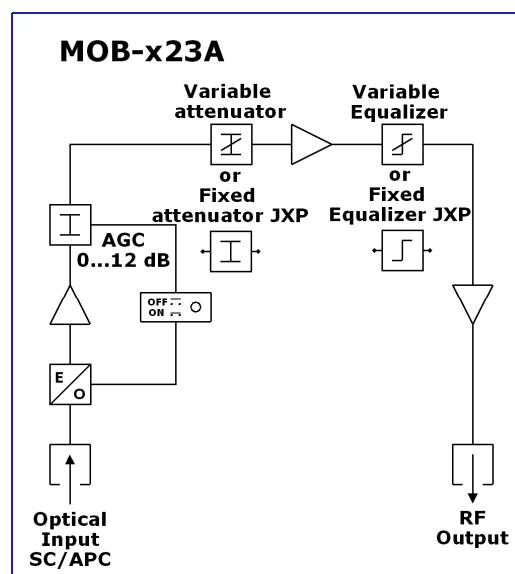 MOB-x23A
Variable
attenuator
or
Fixed
attenuator JXP
Variable
Equalizer
or
Fixed
Equalizer JXP
AGC
0...12 dB
OFF
ON
E
O
Optical
Input
SC/APC
RF
Output